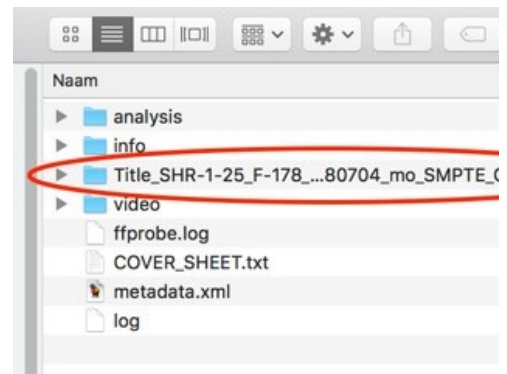 Naam
analysis
info
Title_SHR-1-25_F-178_...80704_mo_SMPTE_
video
ffprobe.log
COVER_SHEET.txt
metadata.xml
log